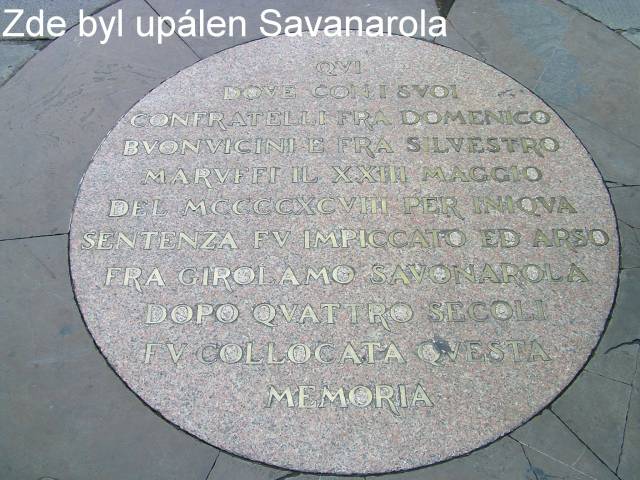 Zde byl upálen Savanarola
QVI
DOVE CON I SVOI
CONFRATELLI FRA DOMENICO
BVONVICINI E FRA SILVESTRO
MARVFFI IL XXIII MAGGIO
DEL MCCCCXCVIII PER INIQVA
SENTENZA FV IMPICCATO ED ARSO
FRA GIROLAMO SAVONAROLA
DOPO QVATTRO SECOLI
FV COLLOCATA QVESTA
MEMORIA